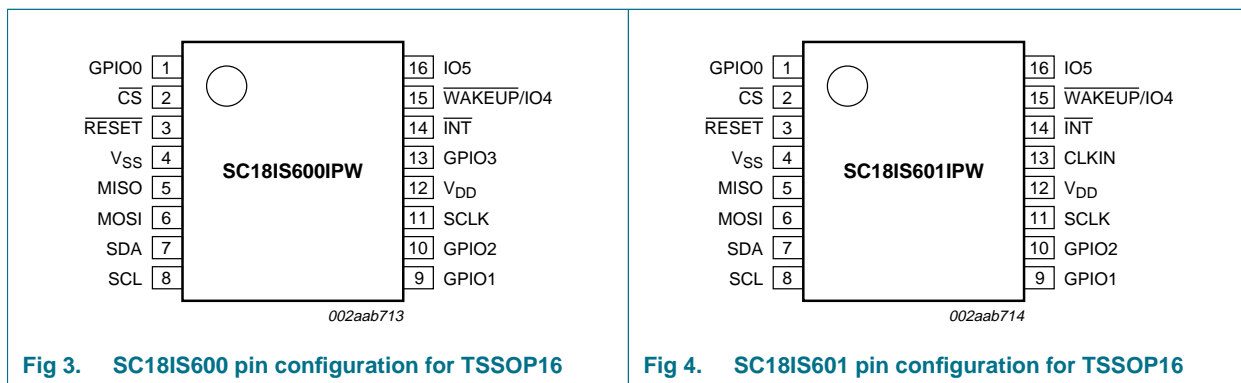 GPIO0 1
CS 2
RESET 3
VSS 4
MISO 5
MOSI 6
SDA 7
SCL 8
SC18IS600IPW
16 IO5
15 WAKEUP/IO4
14 INT
13 GPIO3
12 VDD
11 SCLK
10 GPIO2
9 GPIO1
002aab713
Fig 3. SC18IS600 pin configuration for TSSOP16
GPIO0 1
CS 2
RESET 3
VSS 4
MISO 5
MOSI 6
SDA 7
SCL 8
SC18IS601IPW
16 IO5
15 WAKEUP/IO4
14 INT
13 CLKIN
12 VDD
11 SCLK
10 GPIO2
9 GPIO1
002aab714
Fig 4. SC18IS601 pin configuration for TSSOP16